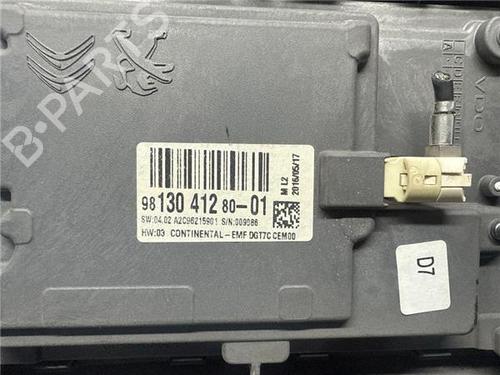 B-PARTS
VDO
M L2
2016/05/17
98 130 412 80-01
SW:04.02 A2C96215901 S/N:009086
HW:03 CONTINENTAL-EMF DGT7C CEM00
D7